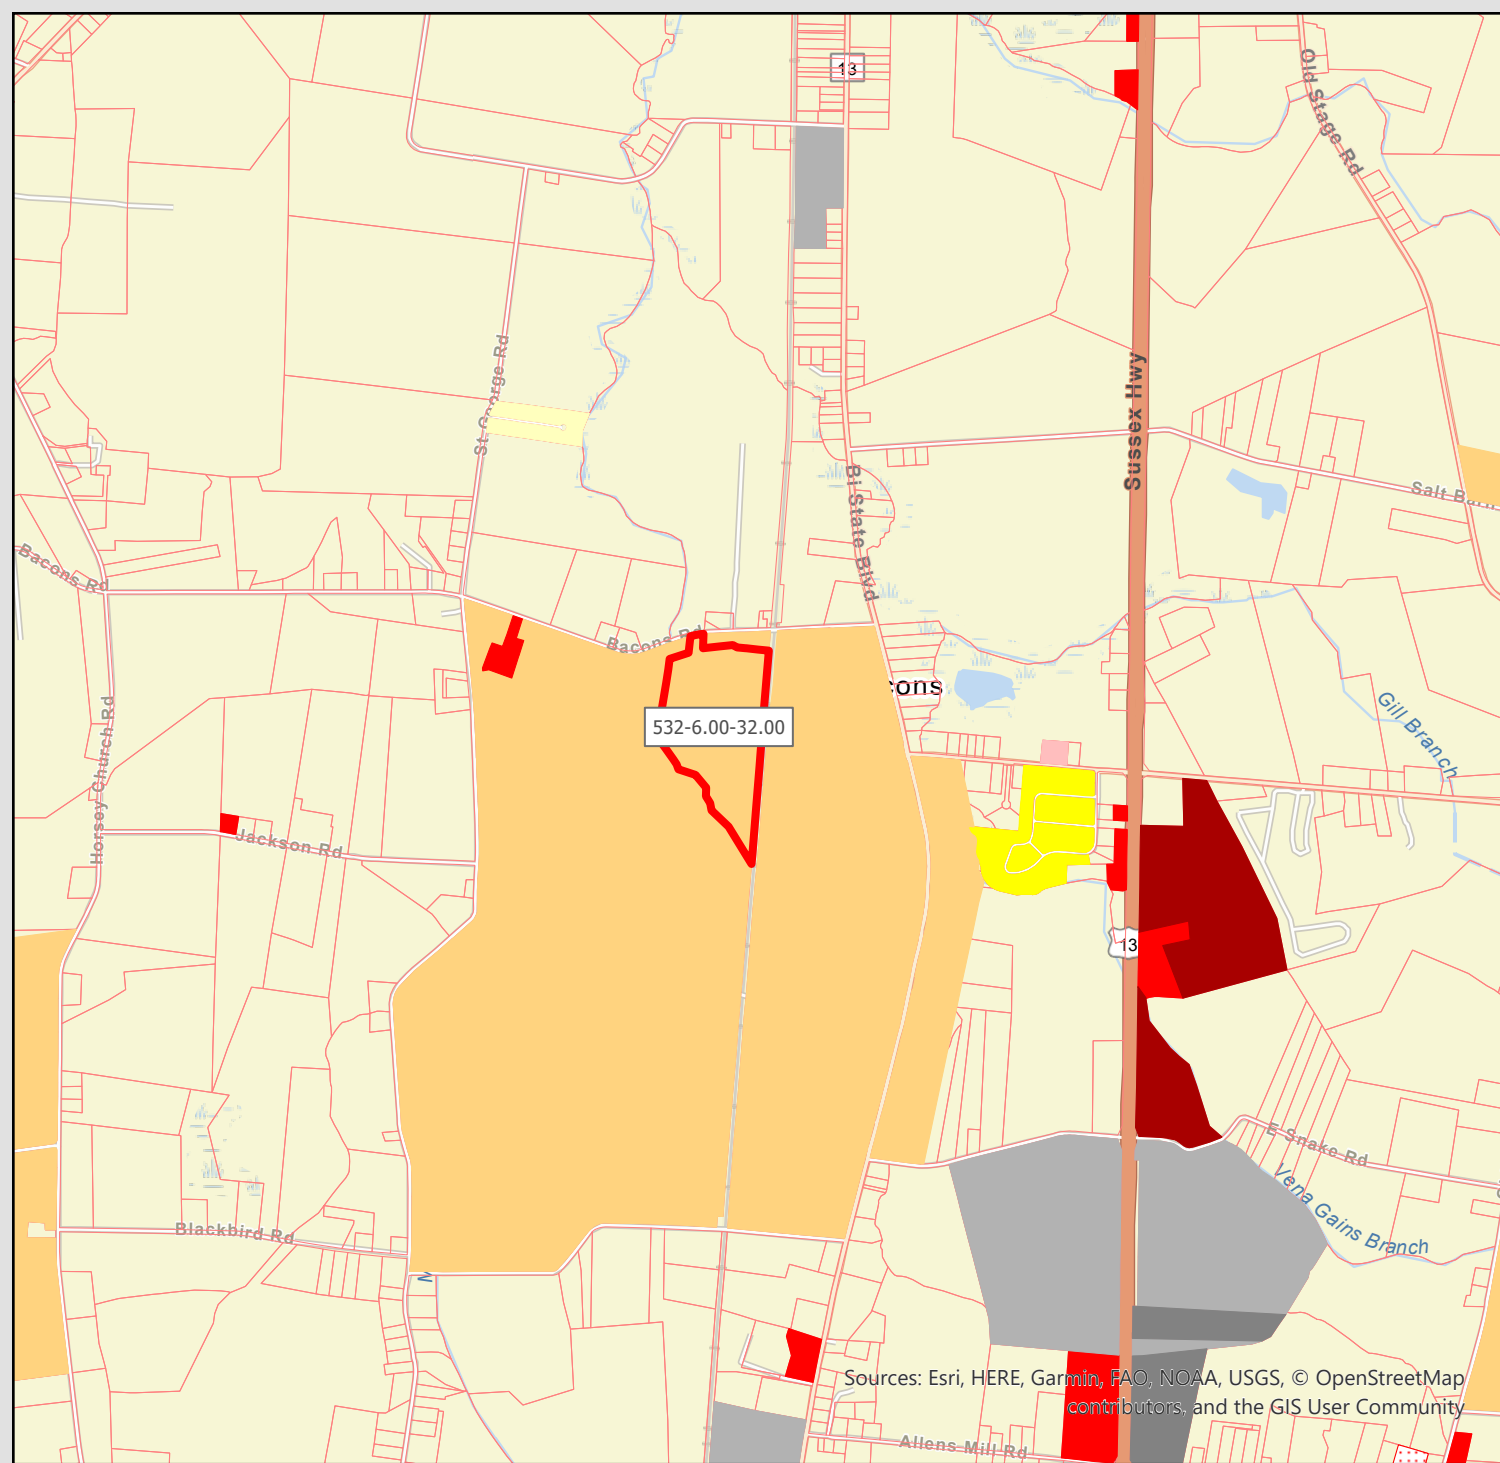 13
Old Stage Rd
St George Rd
Sussex Hwy
Bi State Blvd
Salt Barn
Bacons Rd
Bacons Rd
cons
532-6.00-32.00
Gill Branch
Horsey Church Rd
Jackson Rd
13
E Snake Rd
Vena Gains Branch
Blackbird Rd
Sources: Esri, HERE, Garmin, FAO, NOAA, USGS, © OpenStreetMap
contributors, and the GIS User Community
Allens Mill Rd